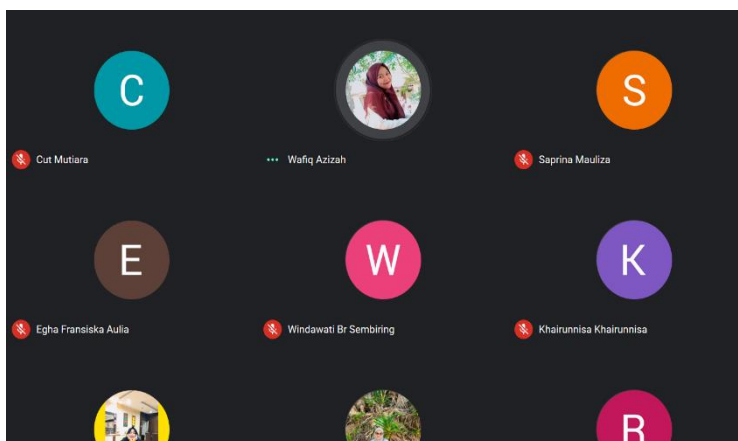 C
S
Cut Mutiara
Wafiq Azizah
Saprina Mauliza
E
W
K
Egha Fransiska Aulia
Windawati Br Sembiring
Khairunnisa Khairunnisa